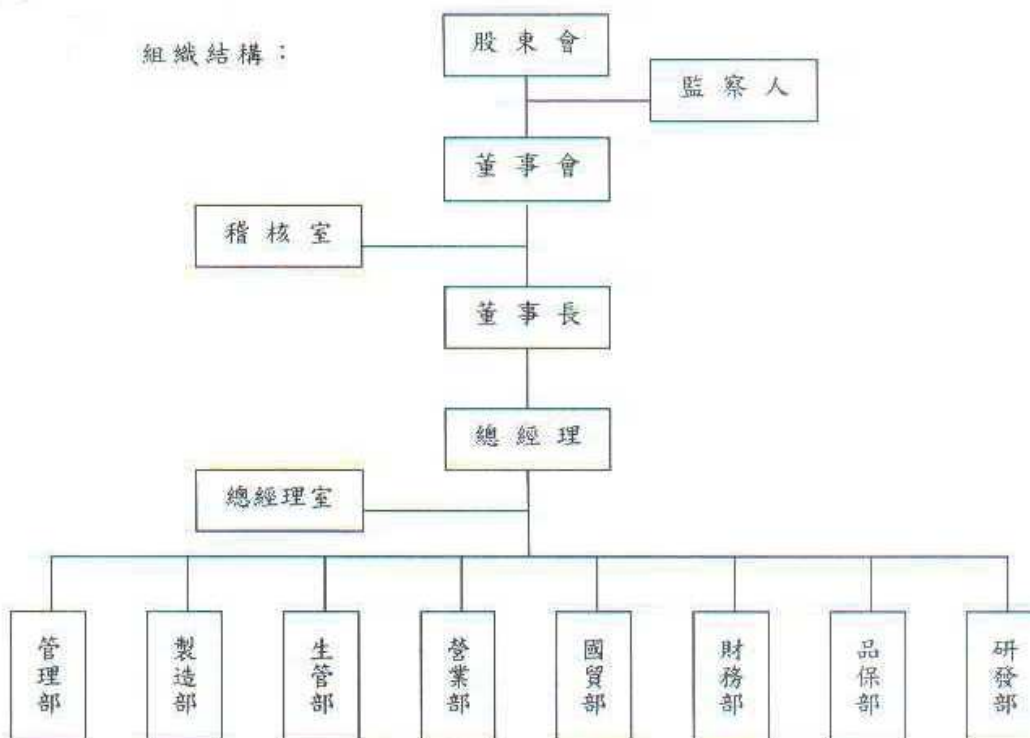 組織結構：
股東會
監察人
董事會
稽核室
董事長
總經理
總經理室
管理部
製造部
生管部
營業部
國貿部
財務部
品保部
研發部